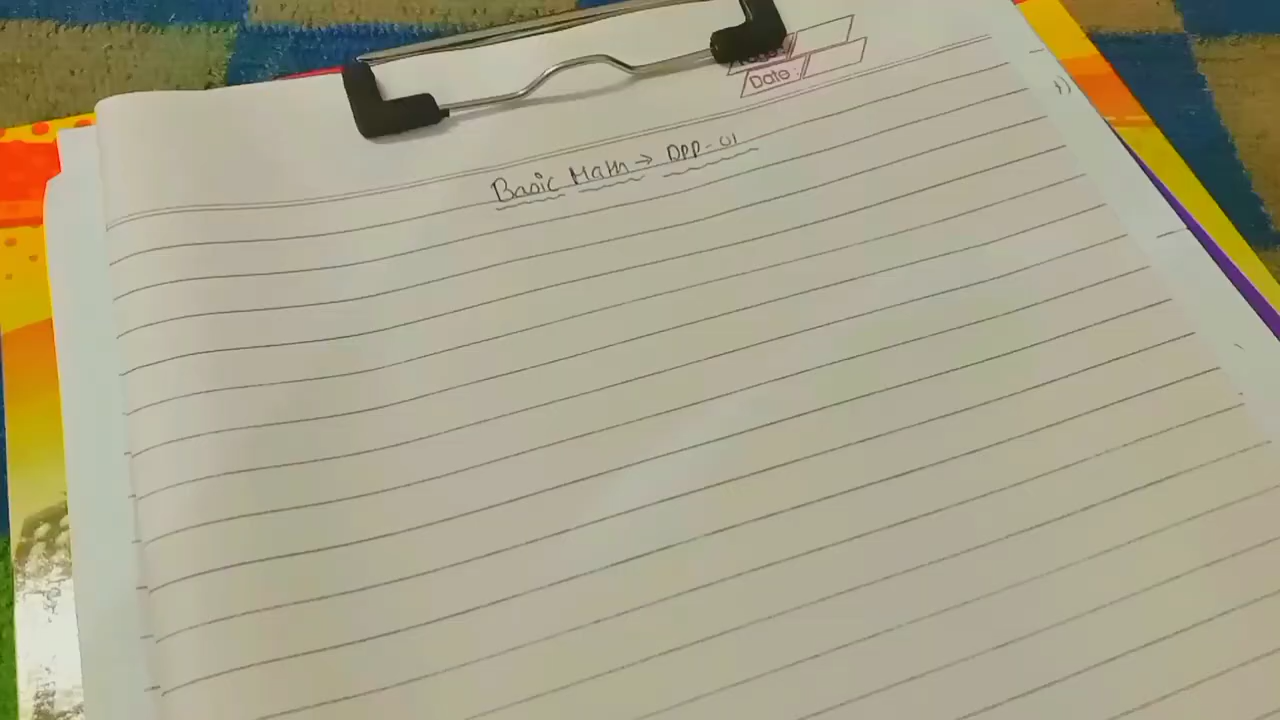 Date:
Basic Math → DPP-01